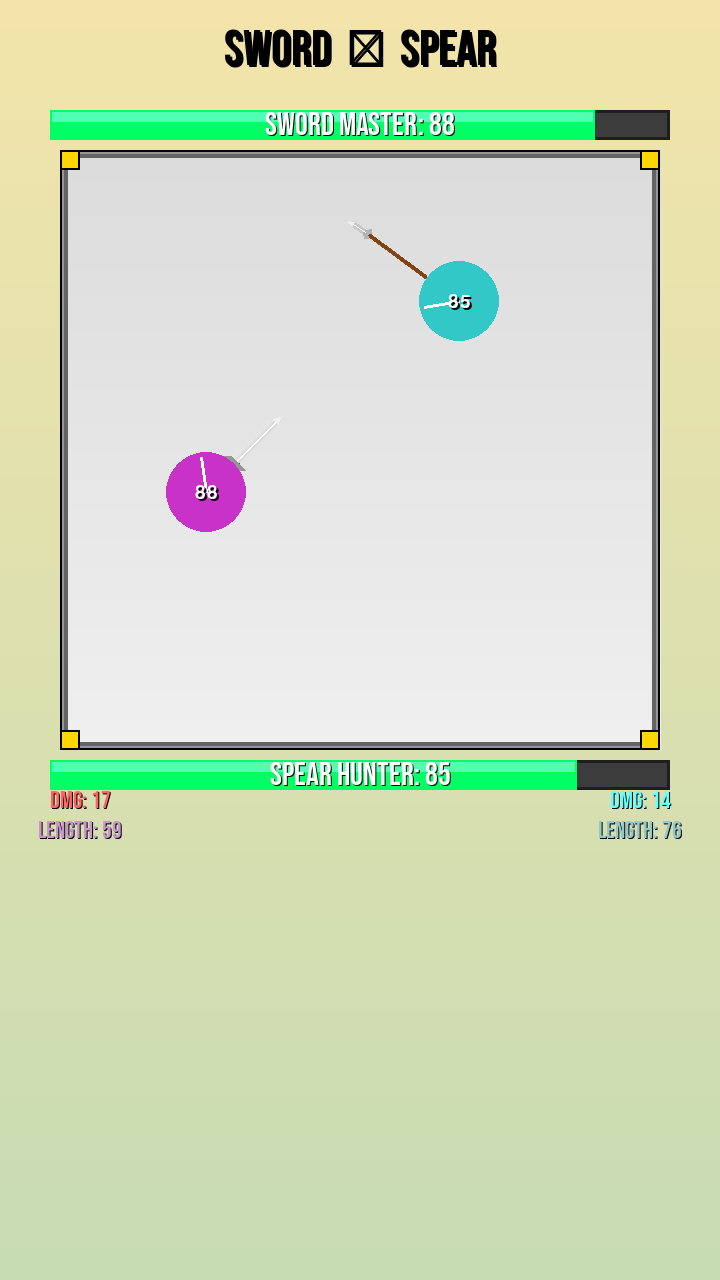 SWORD SPEAR
SWORD MASTER: 88
85
88
SPEAR HUNTER: 85
DMG: 17
DMG: 14
LENGTH: 59
LENGTH: 76